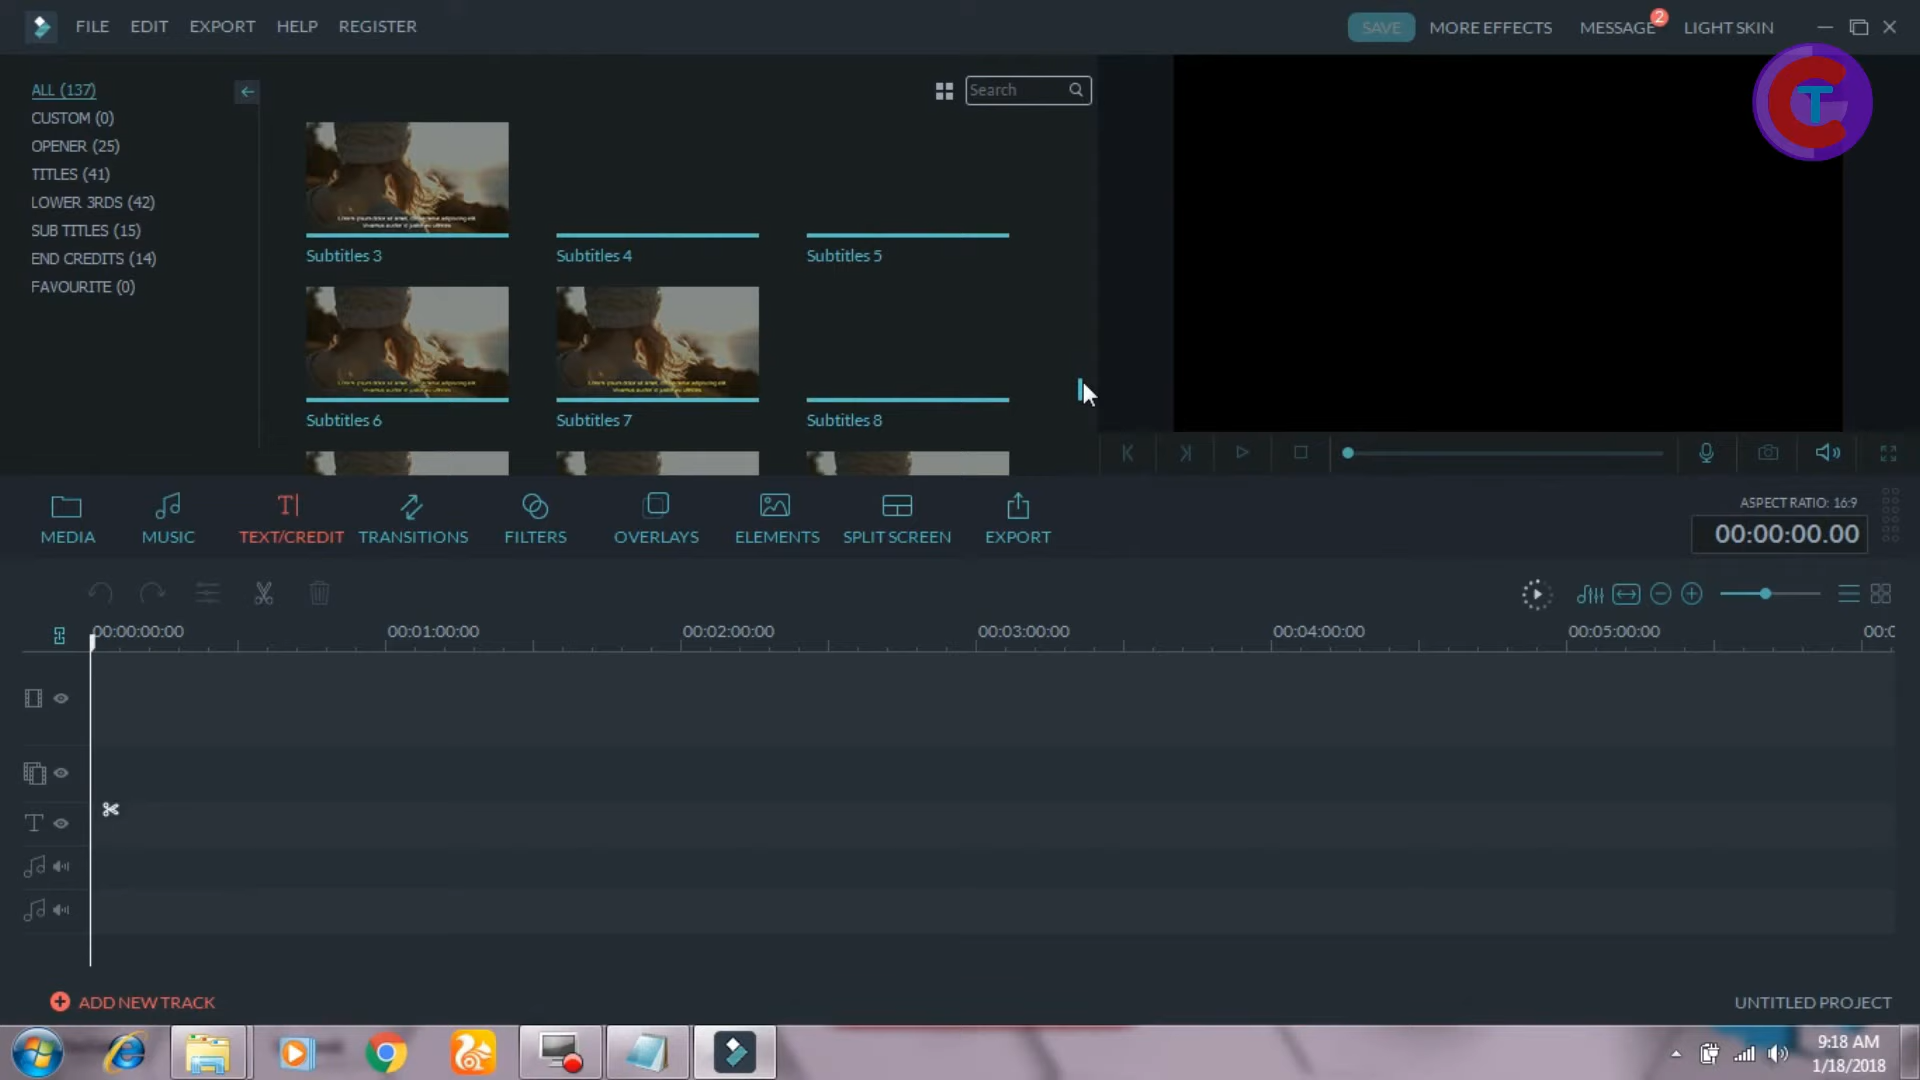 FILE EDIT EXPORT HELP REGISTER
SAVE MORE EFFECTS MESSAGE 2 LIGHT SKIN
ALL (137)
CUSTOM (0)
OPENER (25)
TITLES (41)
LOWER 3RDS (42)
SUB TITLES (15)
END CREDITS (14)
FAVOURITE (0)
Search
Subtitles 3
Subtitles 4
Subtitles 5
Subtitles 6
Subtitles 7
Subtitles 8
MEDIA MUSIC TEXT/CREDIT TRANSITIONS FILTERS OVERLAYS ELEMENTS SPLIT SCREEN EXPORT
ASPECT RATIO: 16:9
00:00:00.00
00:00:00:00 00:01:00:00 00:02:00:00 00:03:00:00 00:04:00:00 00:05:00:00
ADD NEW TRACK
UNTITLED PROJECT
9:18 AM
1/18/2018